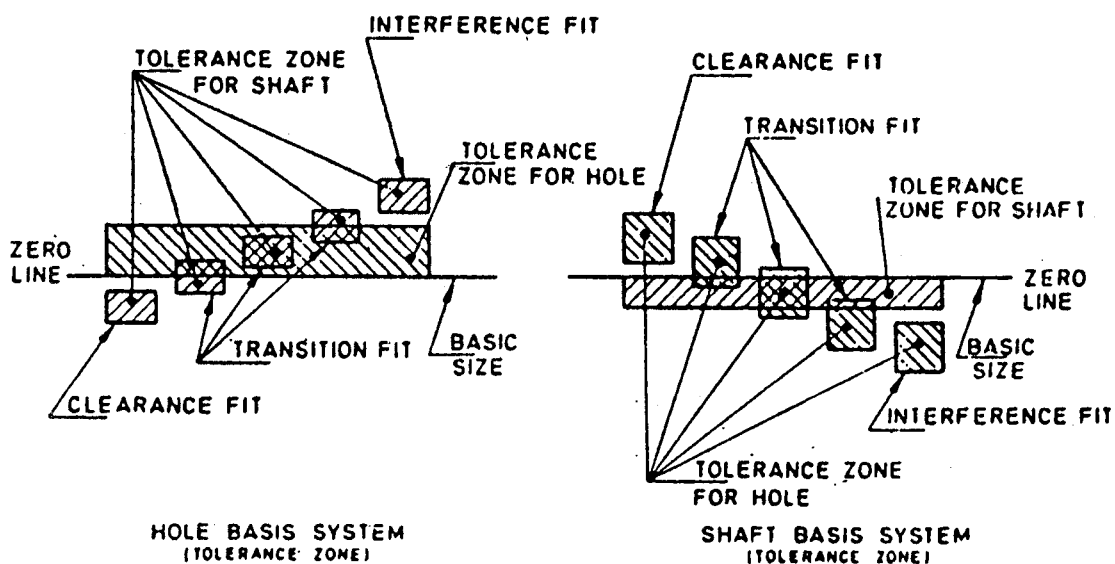 INTERFERENCE FIT
TOLERANCE ZONE
FOR SHAFT
TOLERANCE
ZONE FOR HOLE
ZERO
LINE
TRANSITION FIT
BASIC
SIZE
CLEARANCE FIT
HOLE BASIS SYSTEM
(TOLERANCE ZONE)
CLEARANCE FIT
TRANSITION FIT
TOLERANCE
ZONE FOR SHAFT
ZERO
LINE
BASIC
SIZE
INTERFERENCE FIT
TOLERANCE ZONE
FOR HOLE
SHAFT BASIS SYSTEM
(TOLERANCE ZONE)